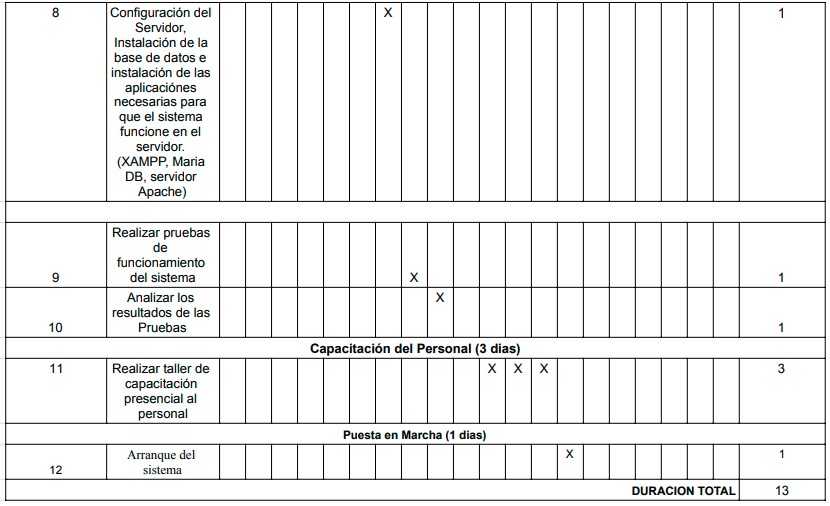 8 Configuración del X 1
Servidor,
Instalación de la
base de datos e
instalación de las
aplicaciónes
necesarias para
que el sistema
funcione en el
servidor.
(XAMPP, Maria
DB, servidor
Apache)
Realizar pruebas
de
funcionamiento
9 del sistema X 1
Analizar los X
resultados de las
10 Pruebas 1
Capacitación del Personal (3 dias)
11 Realizar taller de X X X 3
capacitación
presencial al
personal
Puesta en Marcha (1 dias)
Arranque del X 1
12 sistema
DURACION TOTAL 13